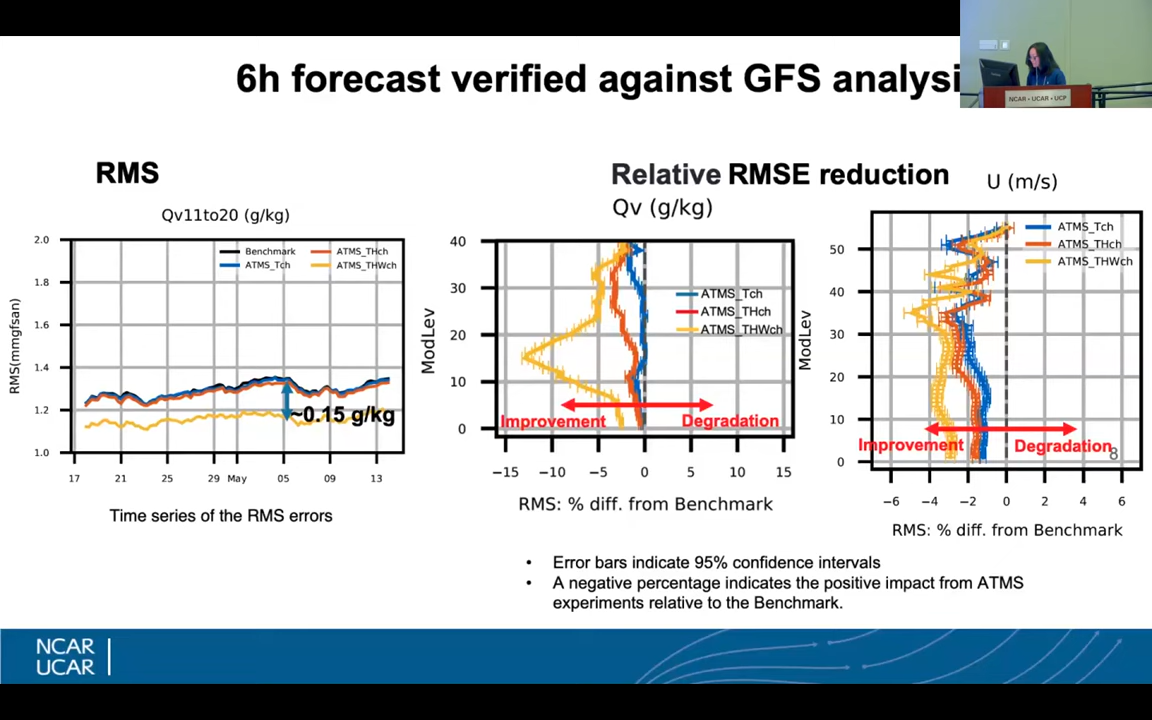 6h forecast verified against GFS analysi
NCAR • UCAR • UCP
RMS
Relative RMSE reduction
Qv11to20 (g/kg)
RMS(mmgfsan)
2.0
1.8
1.6
1.4
1.2
1.0
Benchmark
ATMS_Tch
ATMS_THch
ATMS_THWch
~0.15 g/kg
17
21
25
29
May
05
09
13
Time series of the RMS errors
Qv (g/kg)
ModLev
40
30
20
10
0
ATMS_Tch
ATMS_THch
ATMS_THWch
Improvement
Degradation
−15
−10
−5
0
5
10
15
RMS: % diff. from Benchmark
U (m/s)
ModLev
50
40
30
20
10
0
ATMS_Tch
ATMS_THch
ATMS_THWch
Improvement
Degradation
8
−6
−4
−2
0
2
4
6
RMS: % diff. from Benchmark
• Error bars indicate 95% confidence intervals
• A negative percentage indicates the positive impact from ATMS
experiments relative to the Benchmark.
NCAR
UCAR